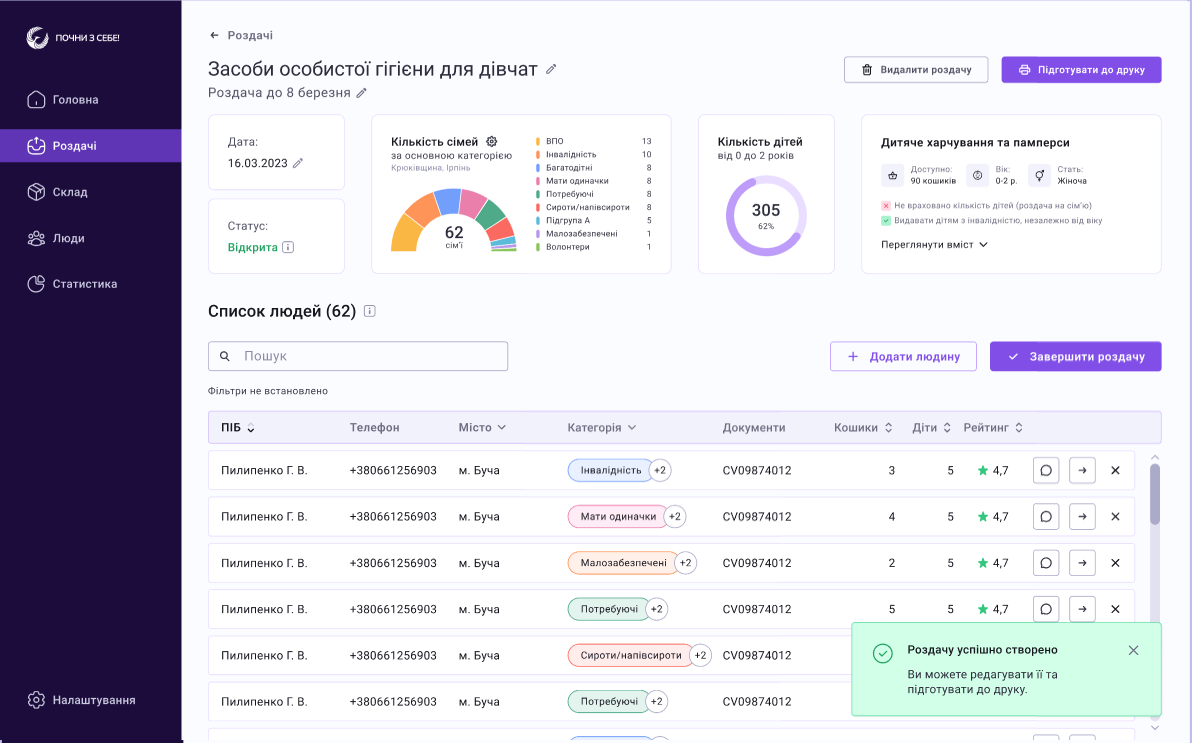 ПОЧНИ З СЕБЕ!
Головна
Роздачі
Склад
Люди
Статистика
Налаштування
Роздачі
Засоби особистої гігієни для дівчат
Роздача до 8 березня
Видалити роздачу
Підготувати до друку
Дата:
16.03.2023
Статус:
Відкрита
Кількість сімей
за основною категорією
Крюківщина, Ірпінь
62
сім'ї
ВПО 13
Інвалідність 10
Багатодітні 8
Мати одиначки 8
Потребуючі 8
Сироти/напівсироти 8
Підгрупа А 5
Малозабезпечені 1
Волонтери 1
Кількість дітей
від 0 до 2 років
305
62%
Дитяче харчування та памперси
Доступно:
90 кошиків
Вік:
0-2 р.
Стать:
Жіноча
Не враховано кількість дітей (роздача на сім'ю)
Видавати дітям з інвалідністю, незалежно від віку
Переглянути вміст
Список людей (62)
Пошук
Додати людину
Завершити роздачу
Фільтри не встановлено
ПІБ Телефон Місто Категорія Документи Кошики Діти Рейтинг
Пилипенко Г. В. +380661256903 м. Буча Інвалідність +2 CV09874012 3 5 4,7
Пилипенко Г. В. +380661256903 м. Буча Мати одиначки +2 CV09874012 4 5 4,7
Пилипенко Г. В. +380661256903 м. Буча Малозабезпечені +2 CV09874012 2 5 4,7
Пилипенко Г. В. +380661256903 м. Буча Потребуючі +2 CV09874012 5 5 4,7
Пилипенко Г. В. +380661256903 м. Буча Сироти/напівсироти +2 CV09874012
Пилипенко Г. В. +380661256903 м. Буча Потребуючі +2 CV09874012
Роздачу успішно створено
Ви можете редагувати її та
підготувати до друку.